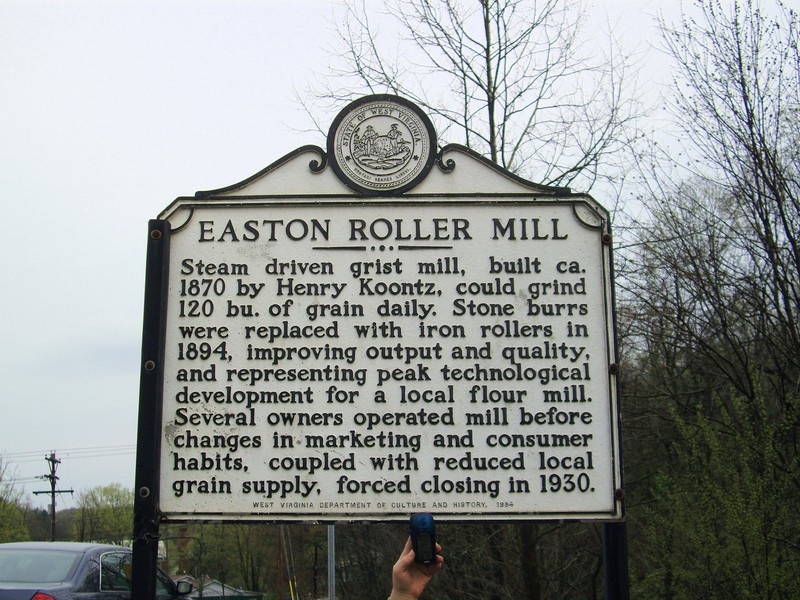 STATE OF WEST VIRGINIA
EASTON ROLLER MILL
Steam driven grist mill, built ca.
1870 by Henry Koontz, could grind
120 bu. of grain daily. Stone burrs
were replaced with iron rollers in
1894, improving output and quality,
and representing peak technological
development for a local flour mill.
Several owners operated mill before
changes in marketing and consumer
habits, coupled with reduced local
grain supply, forced closing in 1930.
WEST VIRGINIA DEPARTMENT OF CULTURE AND HISTORY,